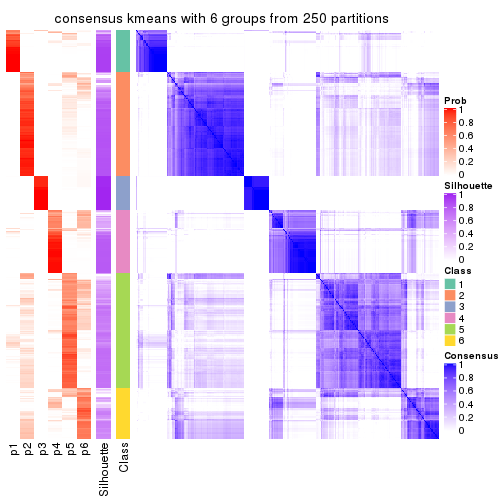 consensus kmeans with 6 groups from 250 partitions
Prob
1
0.8
0.6
0.4
0.2
0
Silhouette
1
0.8
0.6
0.4
0.2
0
Class
1
2
3
4
5
6
Consensus
1
0.8
0.6
0.4
0.2
0
p1
p2
p3
p4
p5
p6
Silhouette
Class